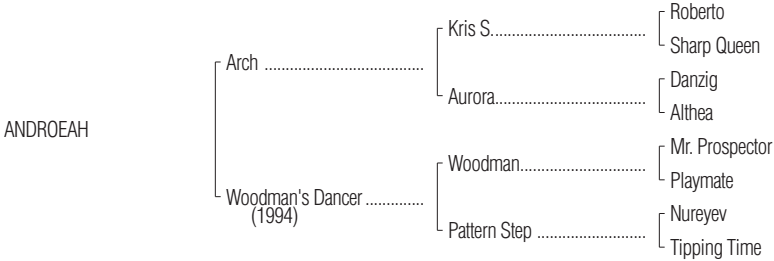 Roberto
Kris S.....................................
Sharp Queen
Arch ......................................
Danzig
Aurora....................................
Althea
ANDROEAH
Mr. Prospector
Woodman..............................
Playmate
Woodman's Dancer ..............
(1994)
Nureyev
Pattern Step ..........................
Tipping Time